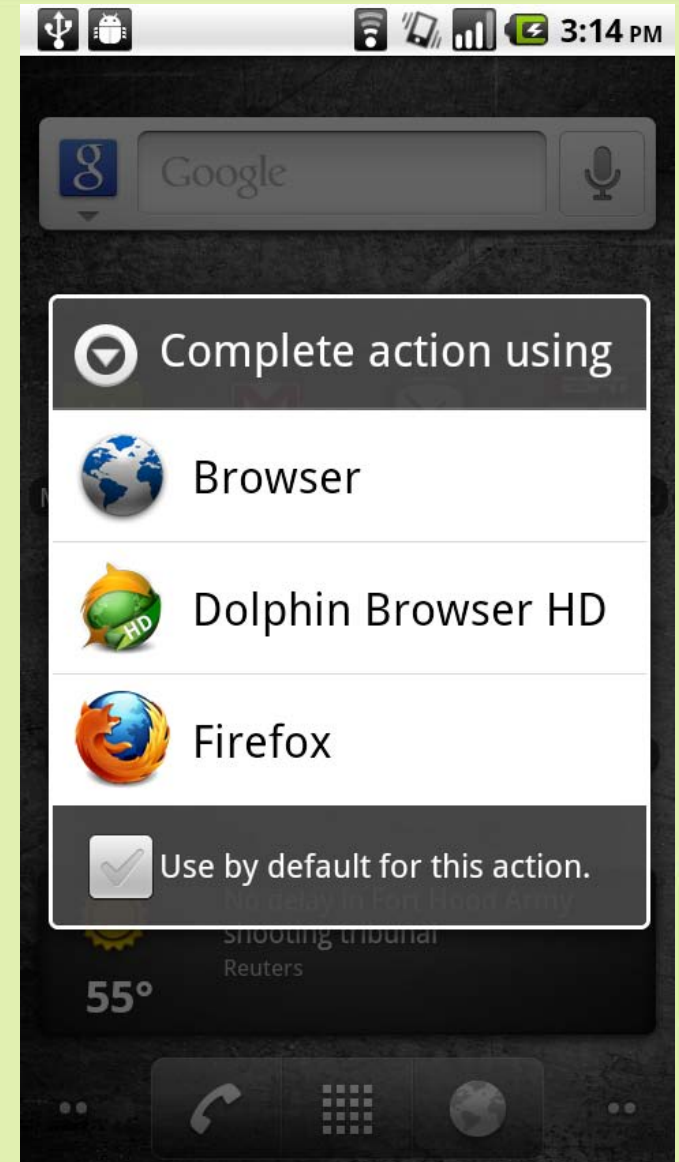 3:14 PM
g
Google
Complete action using
Browser
HD
Dolphin Browser HD
Firefox
Use by default for this action.
No delay in Fort Hood Army
shooting tribunal
Reuters
55°